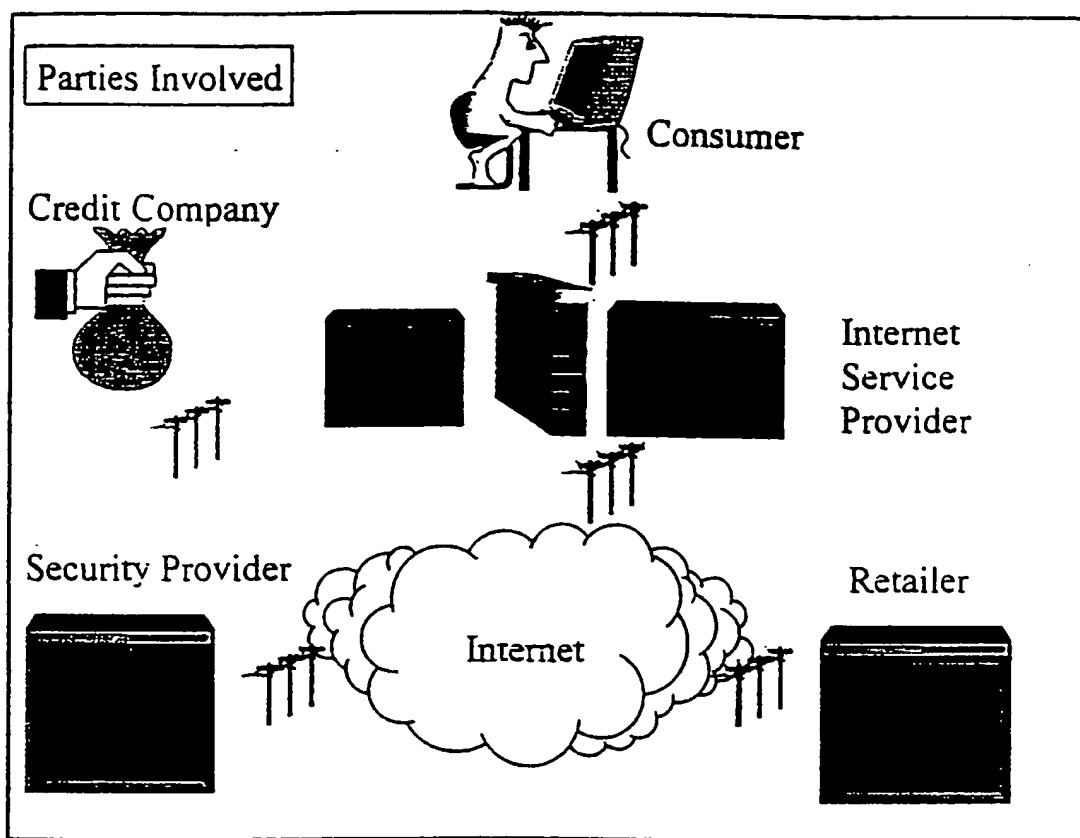 Parties Involved
Consumer
Credit Company
Internet
Service
Provider
Security Provider
Retailer
Internet